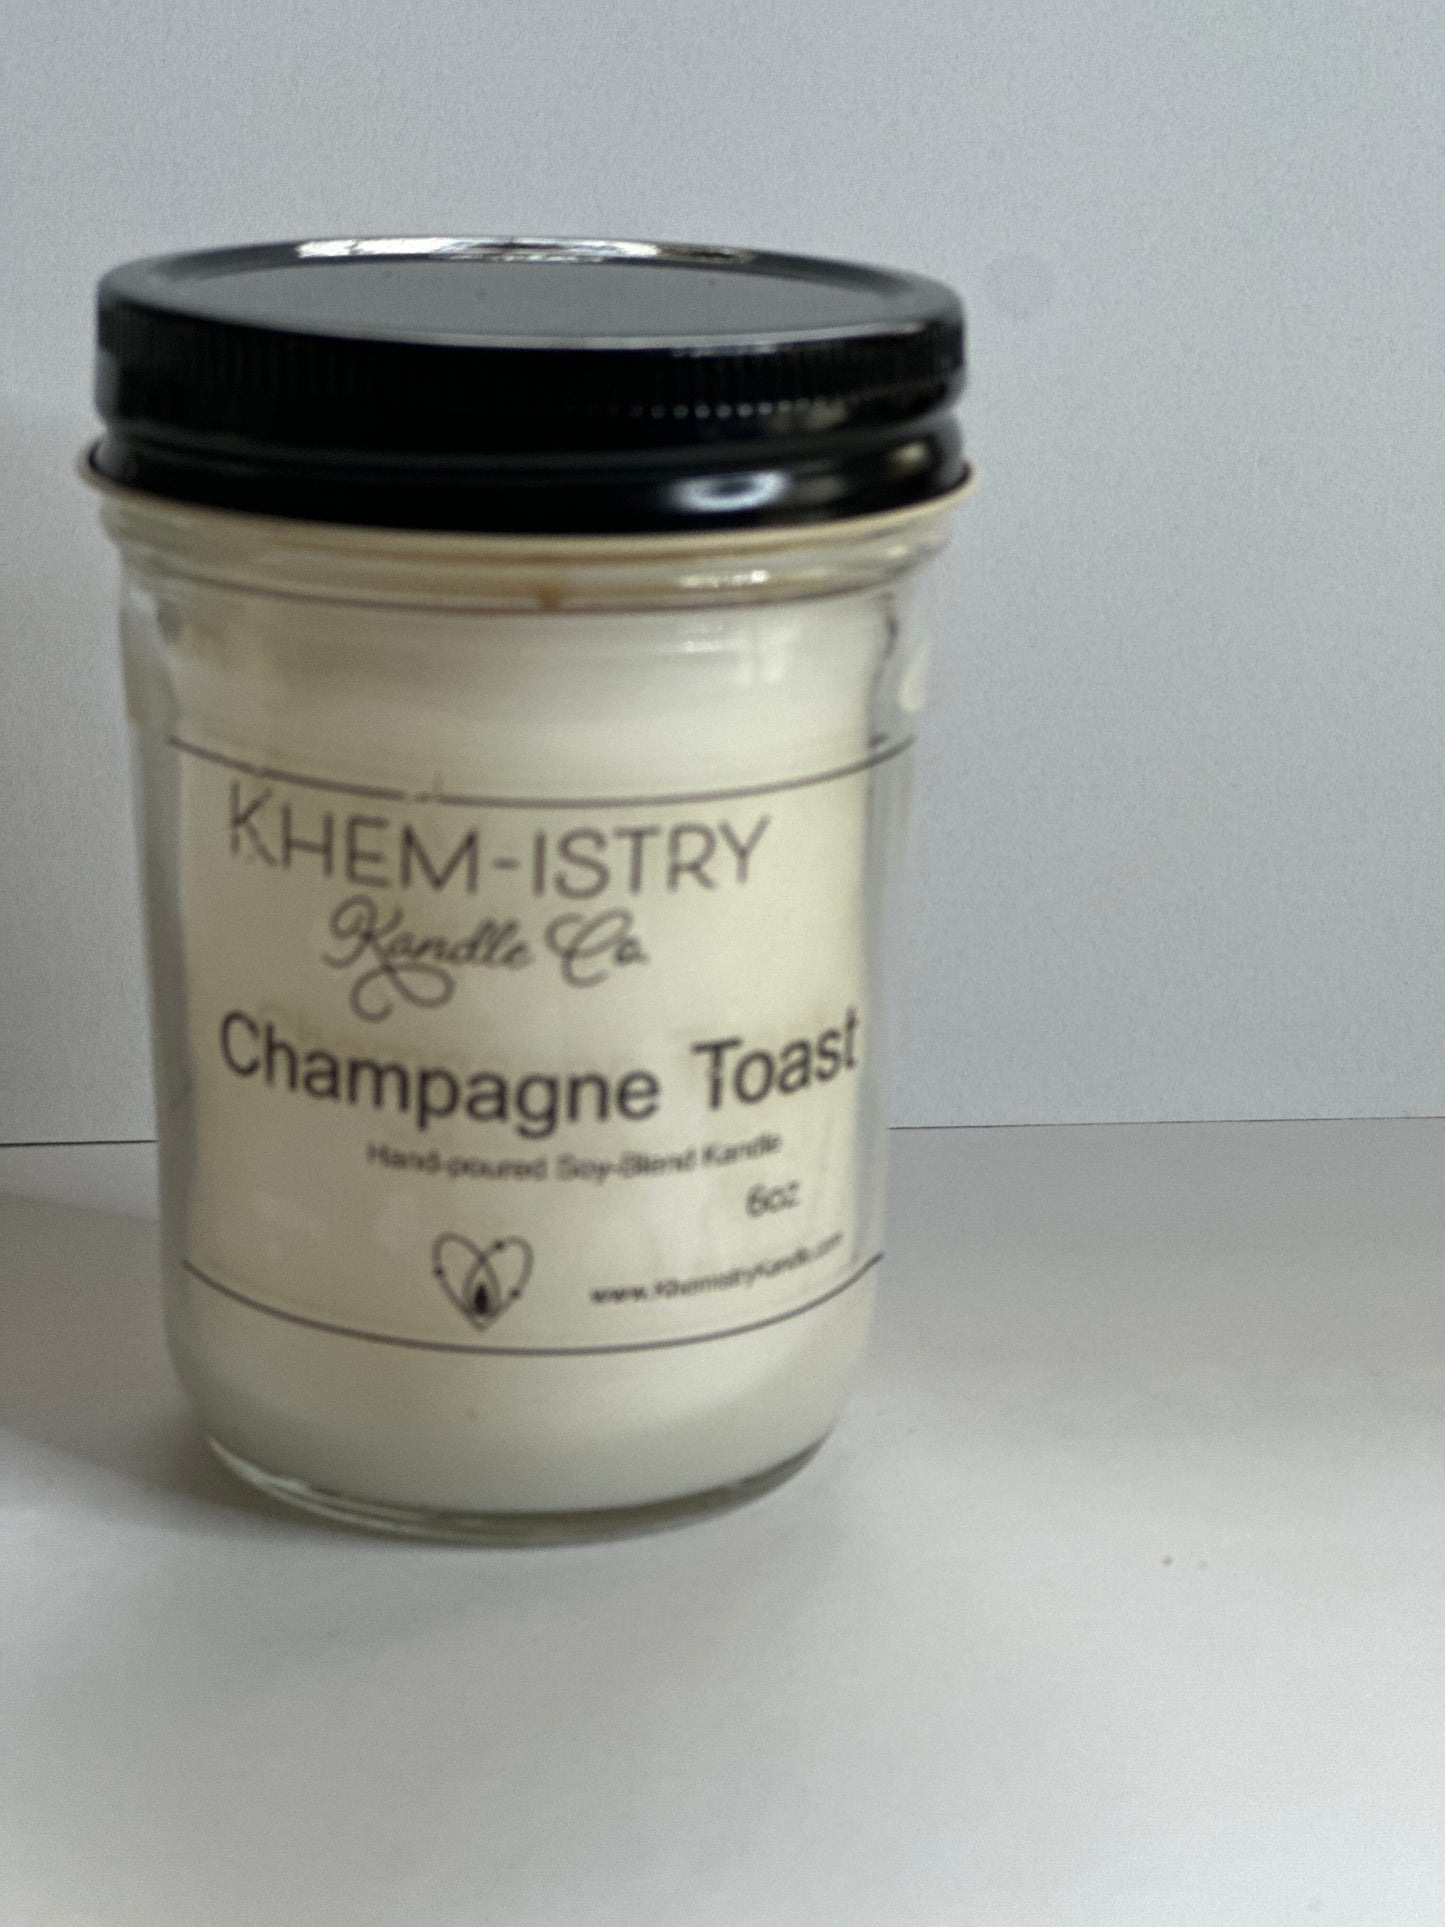 KHEM-ISTRY
Kandle Co.
Champagne Toast
Hand-poured Soy-Blend Kandle
6oz
www.KhemistryKandle.com